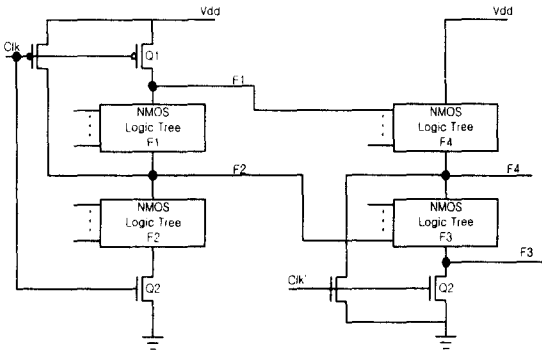 Vdd
Vdd
Clk
Q1
F1
NMOS
Logic Tree
F1
NMOS
Logic Tree
F4
F2
F4
NMOS
Logic Tree
F2
NMOS
Logic Tree
F3
F3
Q2
Clk'
Q2